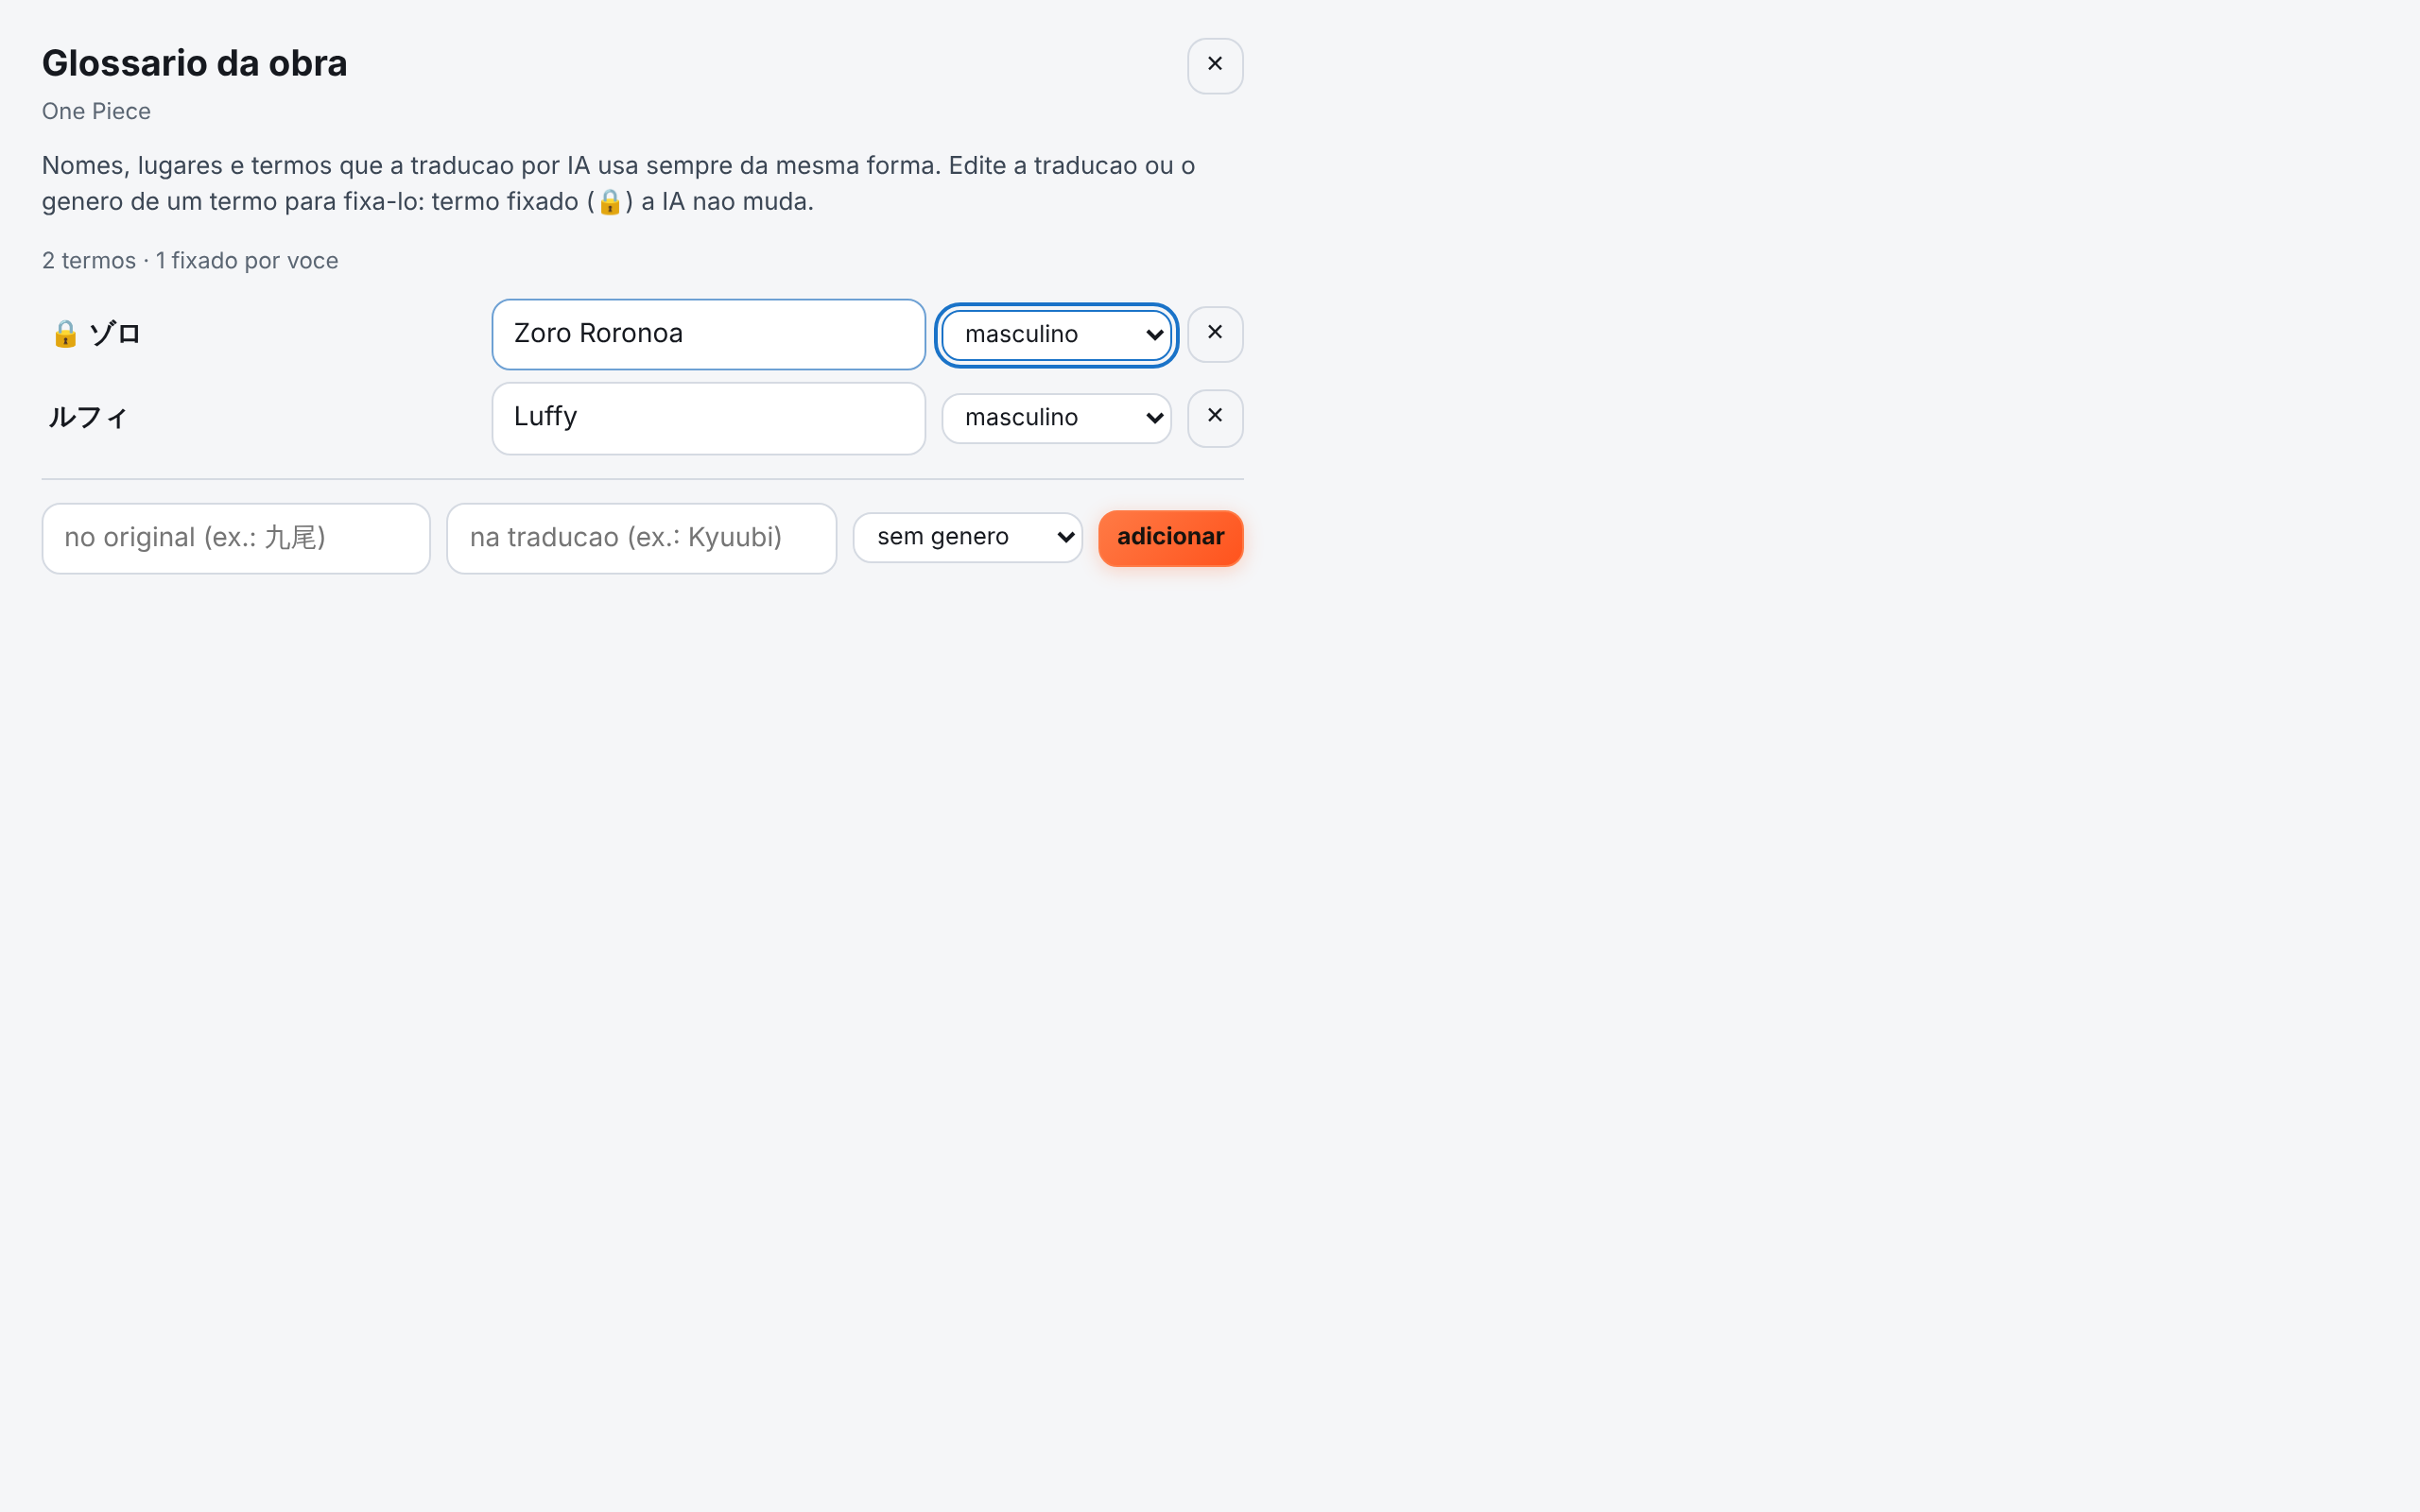 Glossario da obra
✕
One Piece
Nomes, lugares e termos que a traducao por IA usa sempre da mesma forma. Edite a traducao ou o
genero de um termo para fixa-lo: termo fixado (🔒) a IA nao muda.
2 termos · 1 fixado por voce
🔒 ゾロ Zoro Roronoa masculino ✕
ルフィ Luffy masculino ✕
no original (ex.: 九尾) na traducao (ex.: Kyuubi) sem genero adicionar